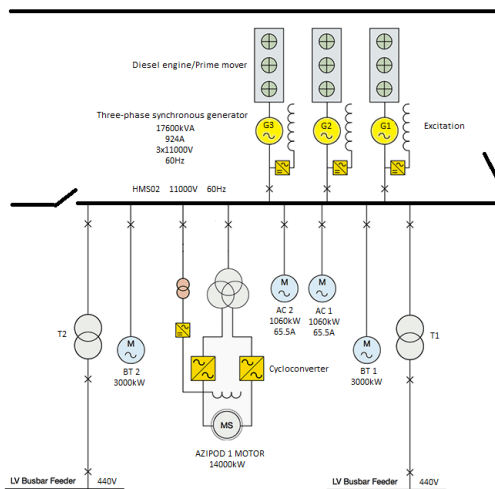 Diesel engine/Prime mover
Three-phase synchronous generator
17600kVA
924A
3x11000V
60Hz
G3
G2
G1
Excitation
HMS02 11000V 60Hz
T2
M
BT 2
3000kW
M
AC 2
1060kW
65.5A
M
AC 1
1060kW
65.5A
M
BT 1
3000kW
T1
Cycloconverter
MS
AZIPOD 1 MOTOR
14000kW
LV Busbar Feeder 440V
LV Busbar Feeder 440V